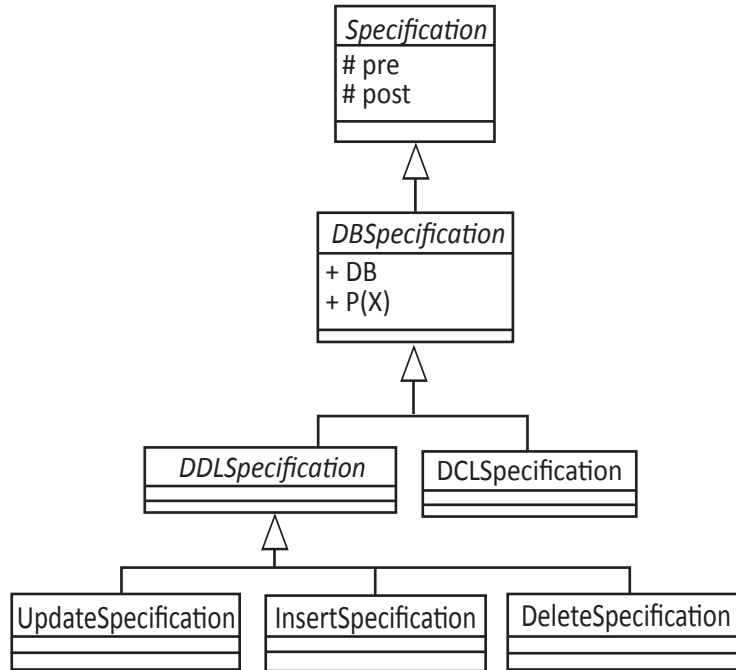 Specification
# pre
# post
DBSpecification
+ DB
+ P(X)
DDLSpecification
DCLSpecification
UpdateSpecification
InsertSpecification
DeleteSpecification